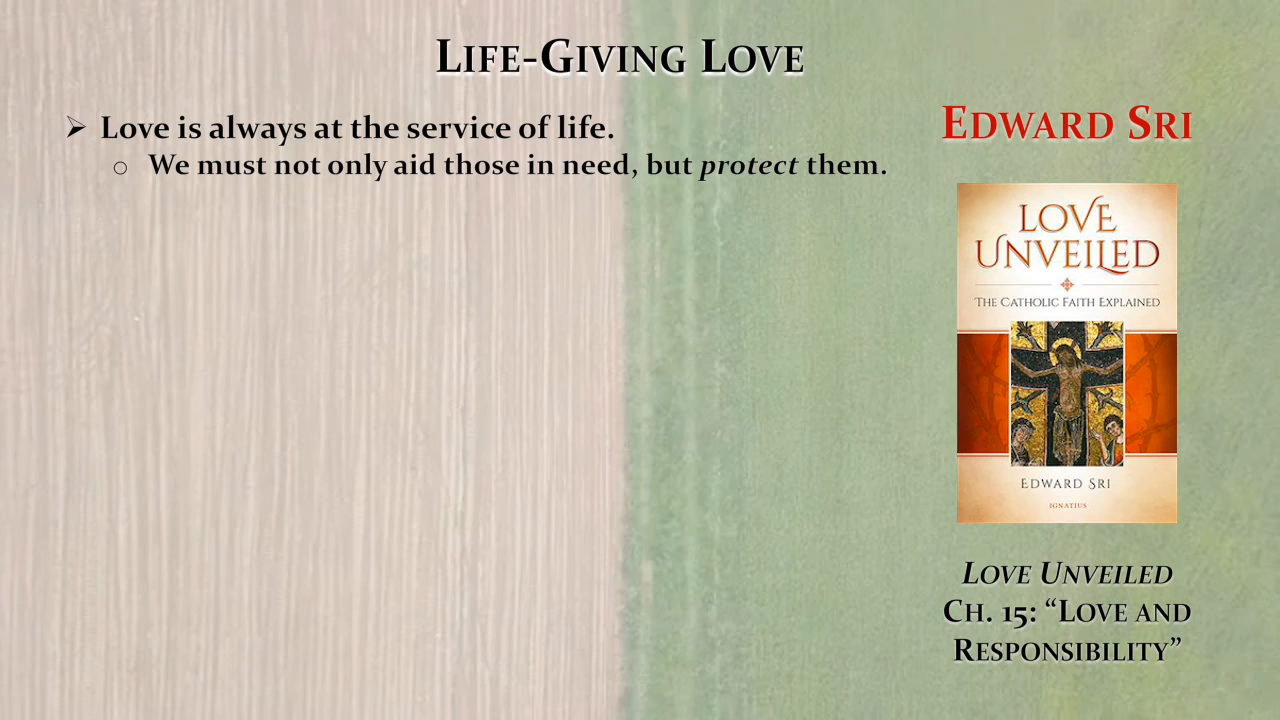 LIFE-GIVING LOVE
➢ Love is always at the service of life.
o We must not only aid those in need, but protect them.
EDWARD SRI
LOVE
UNVEILED
THE CATHOLIC FAITH EXPLAINED
EDWARD SRI
IGNATIUS
LOVE UNVEILED
CH. 15: “LOVE AND
RESPONSIBILITY”